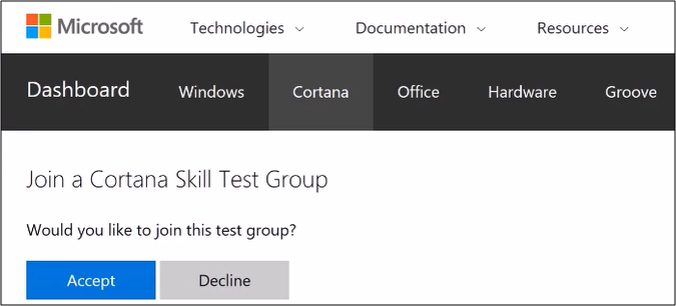 Microsoft Technologies Documentation Resources
Dashboard Windows Cortana Office Hardware Groove
Join a Cortana Skill Test Group
Would you like to join this test group?
Accept Decline